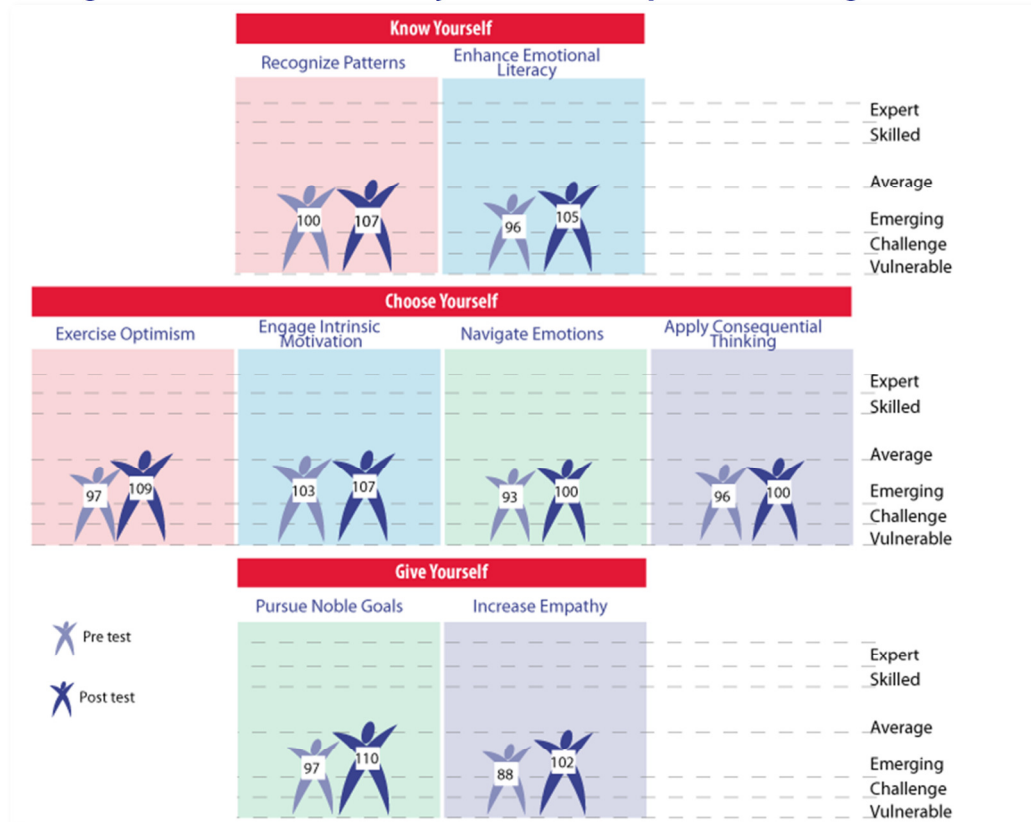 Know Yourself
Recognize Patterns
Enhance Emotional
Literacy
Expert
Skilled
Average
Emerging
Challenge
Vulnerable
100
107
96
105
Choose Yourself
Exercise Optimism
Engage Intrinsic
Motivation
Navigate Emotions
Apply Consequential
Thinking
Expert
Skilled
Average
Emerging
Challenge
Vulnerable
97
109
103
107
93
100
96
100
Give Yourself
Pursue Noble Goals
Increase Empathy
Pre test
Post test
Expert
Skilled
Average
Emerging
Challenge
Vulnerable
97
110
88
102